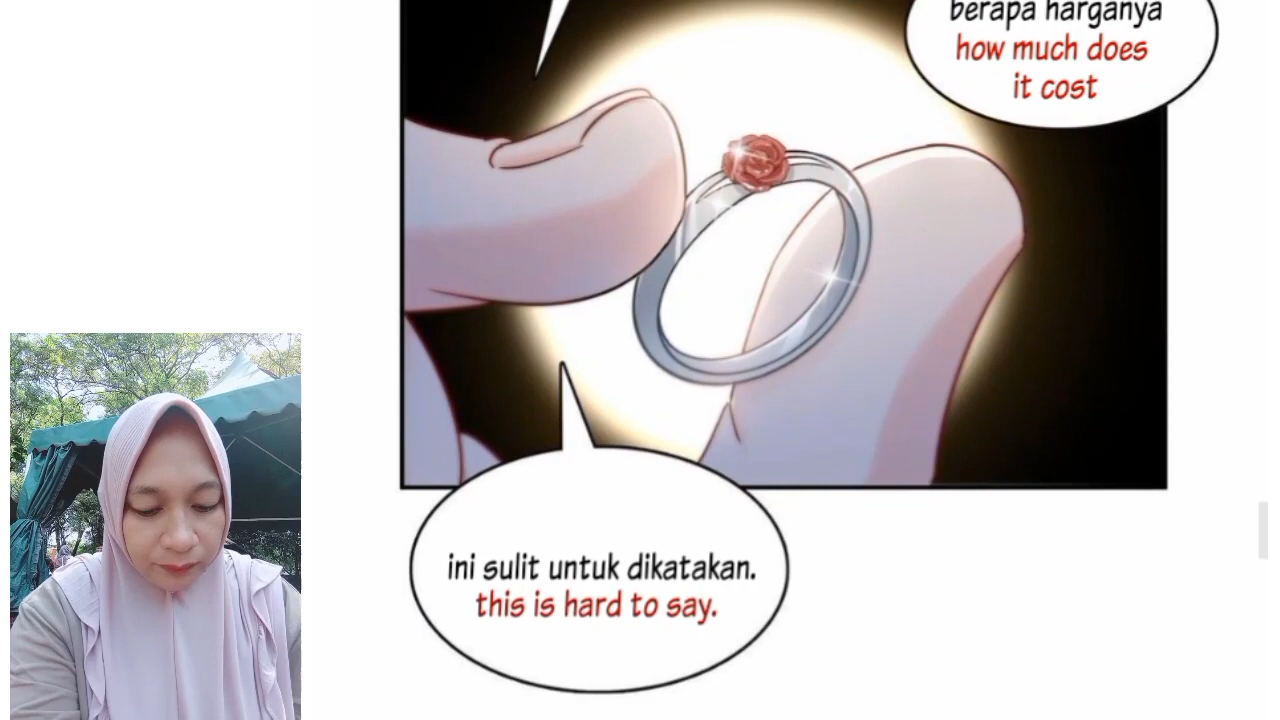 berapa harganya
how much does
it cost
ini sulit untuk dikatakan.
this is hard to say.